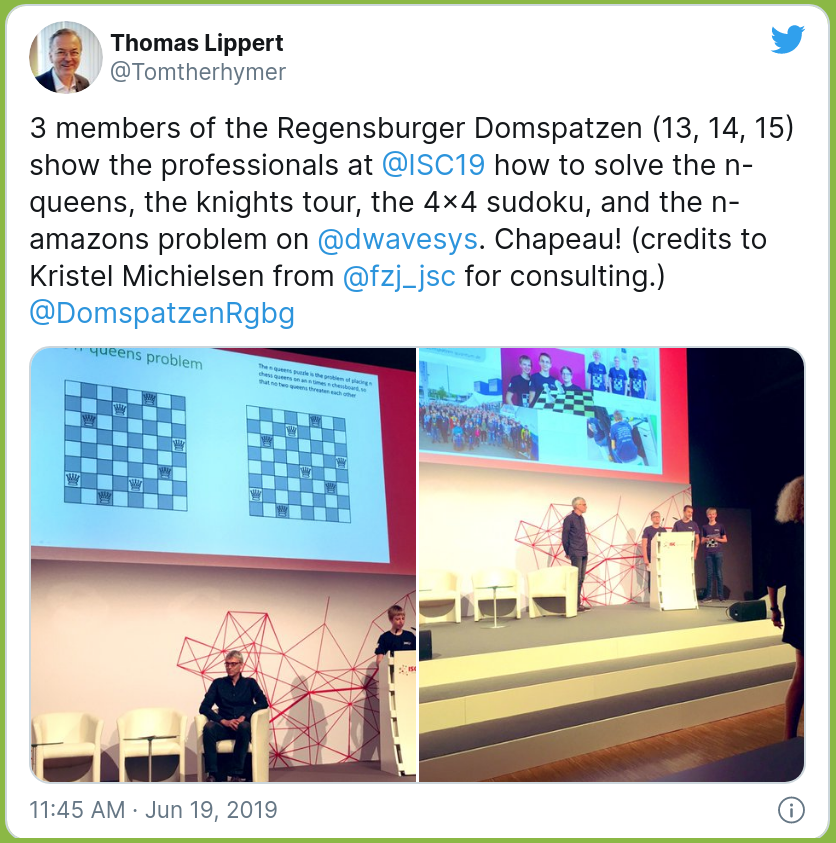 Thomas Lippert
@Tomtherhymer
3 members of the Regensburger Domspatzen (13, 14, 15)
show the professionals at @ISC19 how to solve the n-
queens, the knights tour, the 4×4 sudoku, and the n-
amazons problem on @dwavesys. Chapeau! (credits to
Kristel Michielsen from @fzj_jsc for consulting.)
@DomspatzenRgbg
queens problem
The n queens puzzle is the problem of placing n
chess queens on an n times n chessboard, so
that no two queens threaten each other
ISC
11:45 AM · Jun 19, 2019